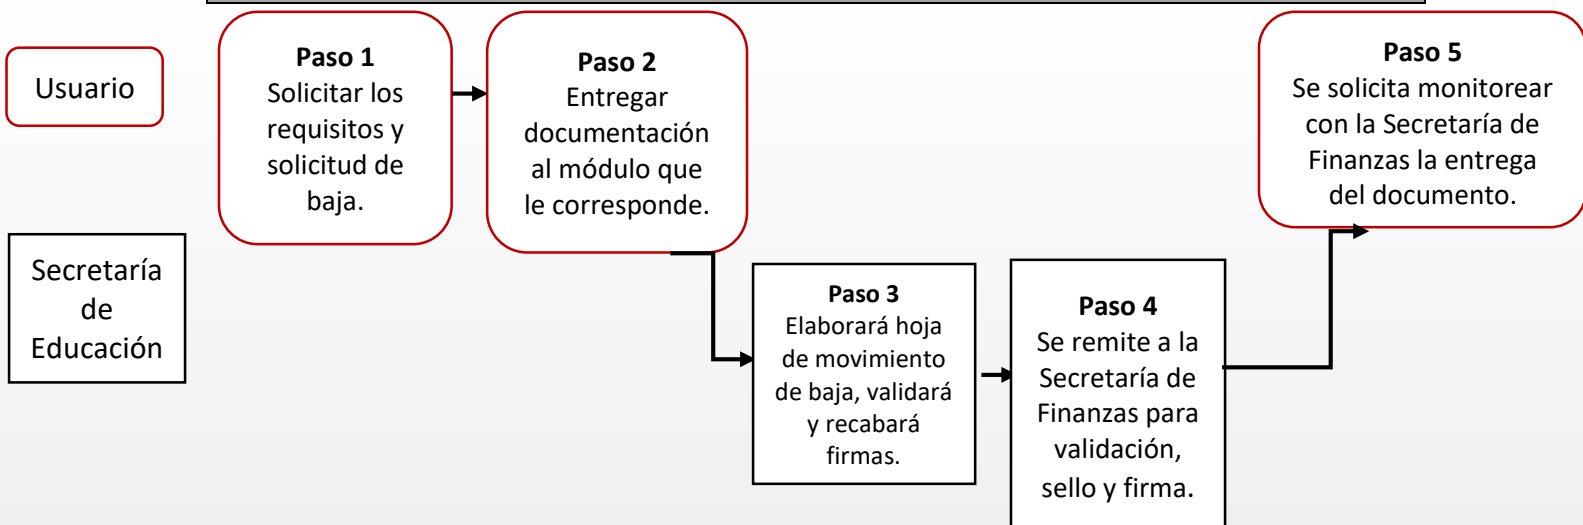 Usuario
Paso 1
Solicitar los
requisitos y
solicitud de
baja.
Paso 2
Entregar
documentación
al módulo que
le corresponde.
Paso 5
Se solicita monitorear
con la Secretaría de
Finanzas la entrega
del documento.
Secretaría
de
Educación
Paso 3
Elaborará hoja
de movimiento
de baja, validará
y recabará
firmas.
Paso 4
Se remite a la
Secretaría de
Finanzas para
validación,
sello y firma.